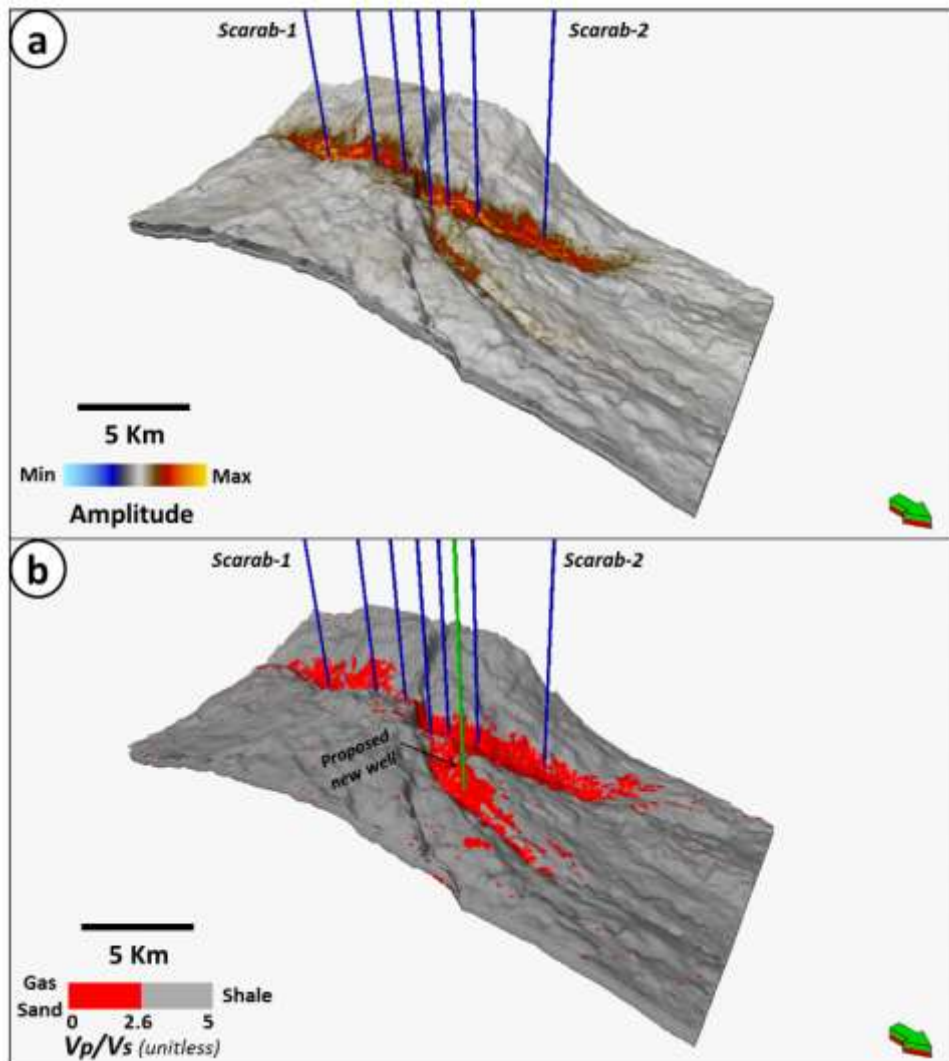 a
Scarab-1
Scarab-2
5 Km
Min
Max
Amplitude
b
Scarab-1
Scarab-2
Proposed
new well
5 Km
Gas
Sand
Shale
0
2.6
5
Vp/Vs (unitless)